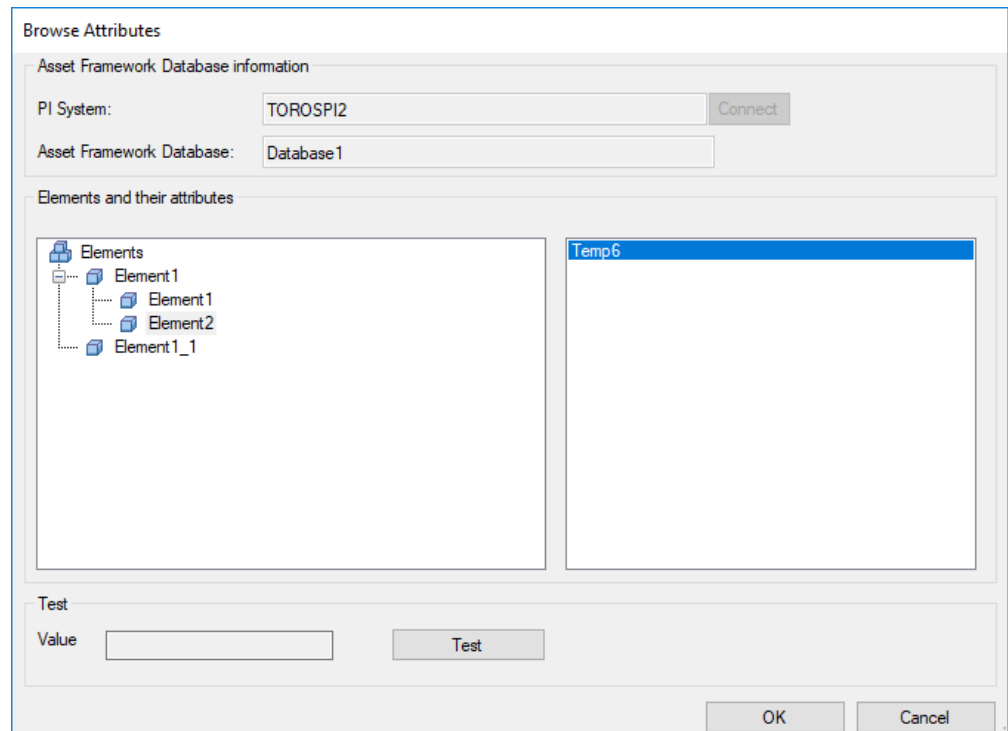 Browse Attributes
Asset Framework Database information
PI System: TOROSPI2 Connect
Asset Framework Database: Database1
Elements and their attributes
Elements
Element1
Element1
Element2
Element1_1
Temp6
Test
Value Test
OK Cancel